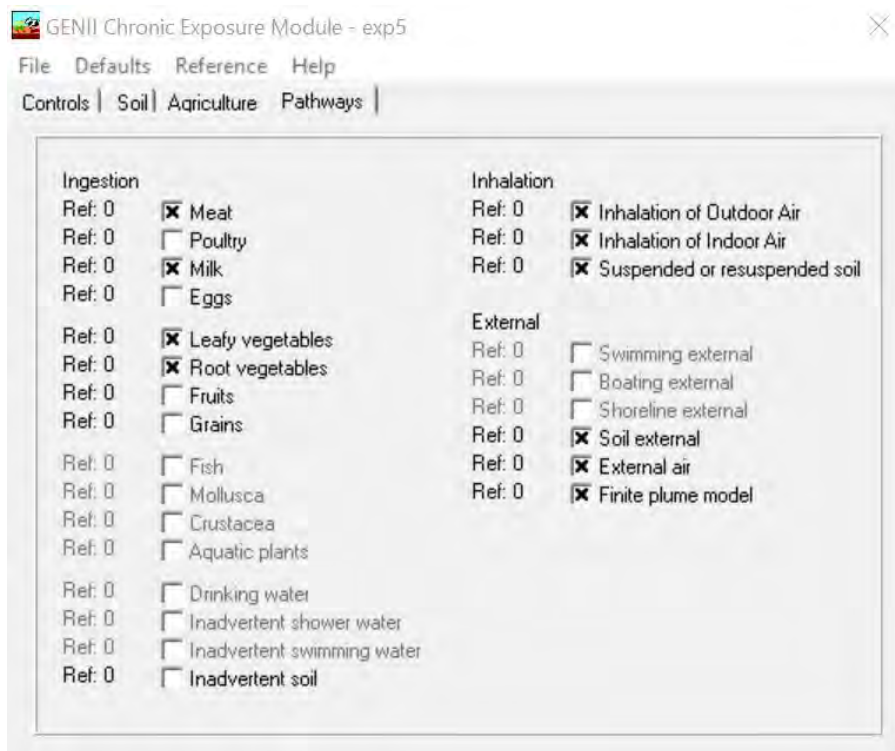 GENII Chronic Exposure Module - exp5
File Defaults Reference Help
Controls Soil Agriculture Pathways
Ingestion
Ref: 0 Meat
Ref: 0 Poultry
Ref: 0 Milk
Ref: 0 Eggs
Ref: 0 Leafy vegetables
Ref: 0 Root vegetables
Ref: 0 Fruits
Ref: 0 Grains
Ref: 0 Fish
Ref: 0 Mollusca
Ref: 0 Crustacea
Ref: 0 Aquatic plants
Ref: 0 Drinking water
Ref: 0 Inadvertent shower water
Ref: 0 Inadvertent swimming water
Ref: 0 Inadvertent soil
Inhalation
Ref: 0 Inhalation of Outdoor Air
Ref: 0 Inhalation of Indoor Air
Ref: 0 Suspended or resuspended soil
External
Ref: 0 Swimming external
Ref: 0 Boating external
Ref: 0 Shoreline external
Ref: 0 Soil external
Ref: 0 External air
Ref: 0 Finite plume model